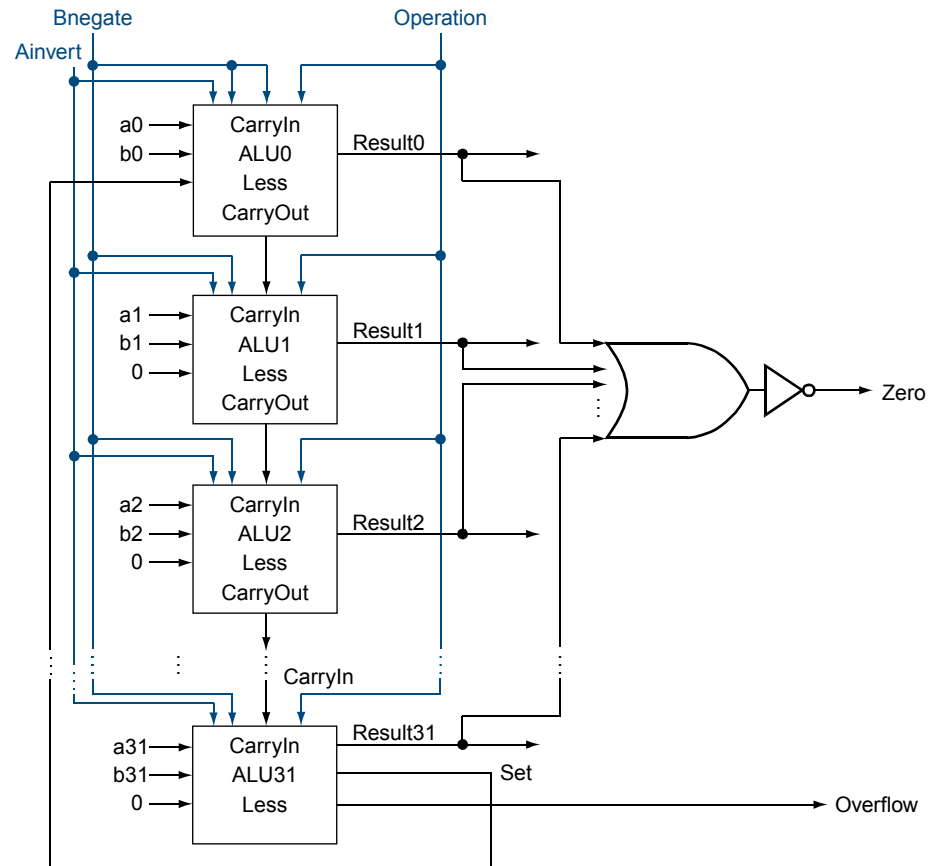 Bnegate
Operation
Ainvert
a0
b0
CarryIn
ALU0
Less
CarryOut
Result0
a1
b1
0
CarryIn
ALU1
Less
CarryOut
Result1
Zero
a2
b2
0
CarryIn
ALU2
Less
CarryOut
Result2
CarryIn
a31
b31
0
CarryIn
ALU31
Less
Result31
Set
Overflow